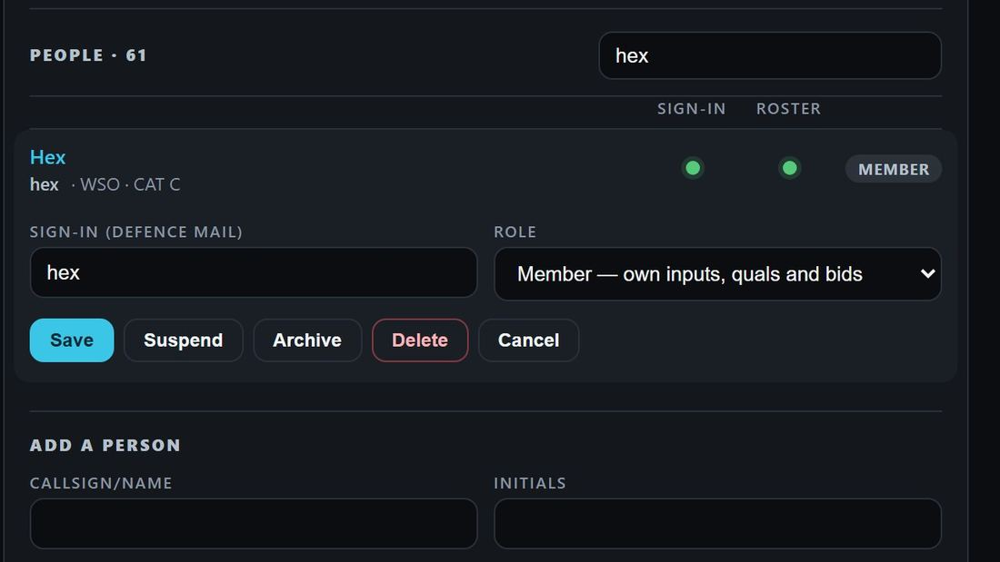 PEOPLE · 61
hex
SIGN-IN ROSTER
Hex
hex · WSO · CAT C
MEMBER
SIGN-IN (DEFENCE MAIL) ROLE
hex Member — own inputs, quals and bids
Save Suspend Archive Delete Cancel
ADD A PERSON
CALLSIGN/NAME INITIALS